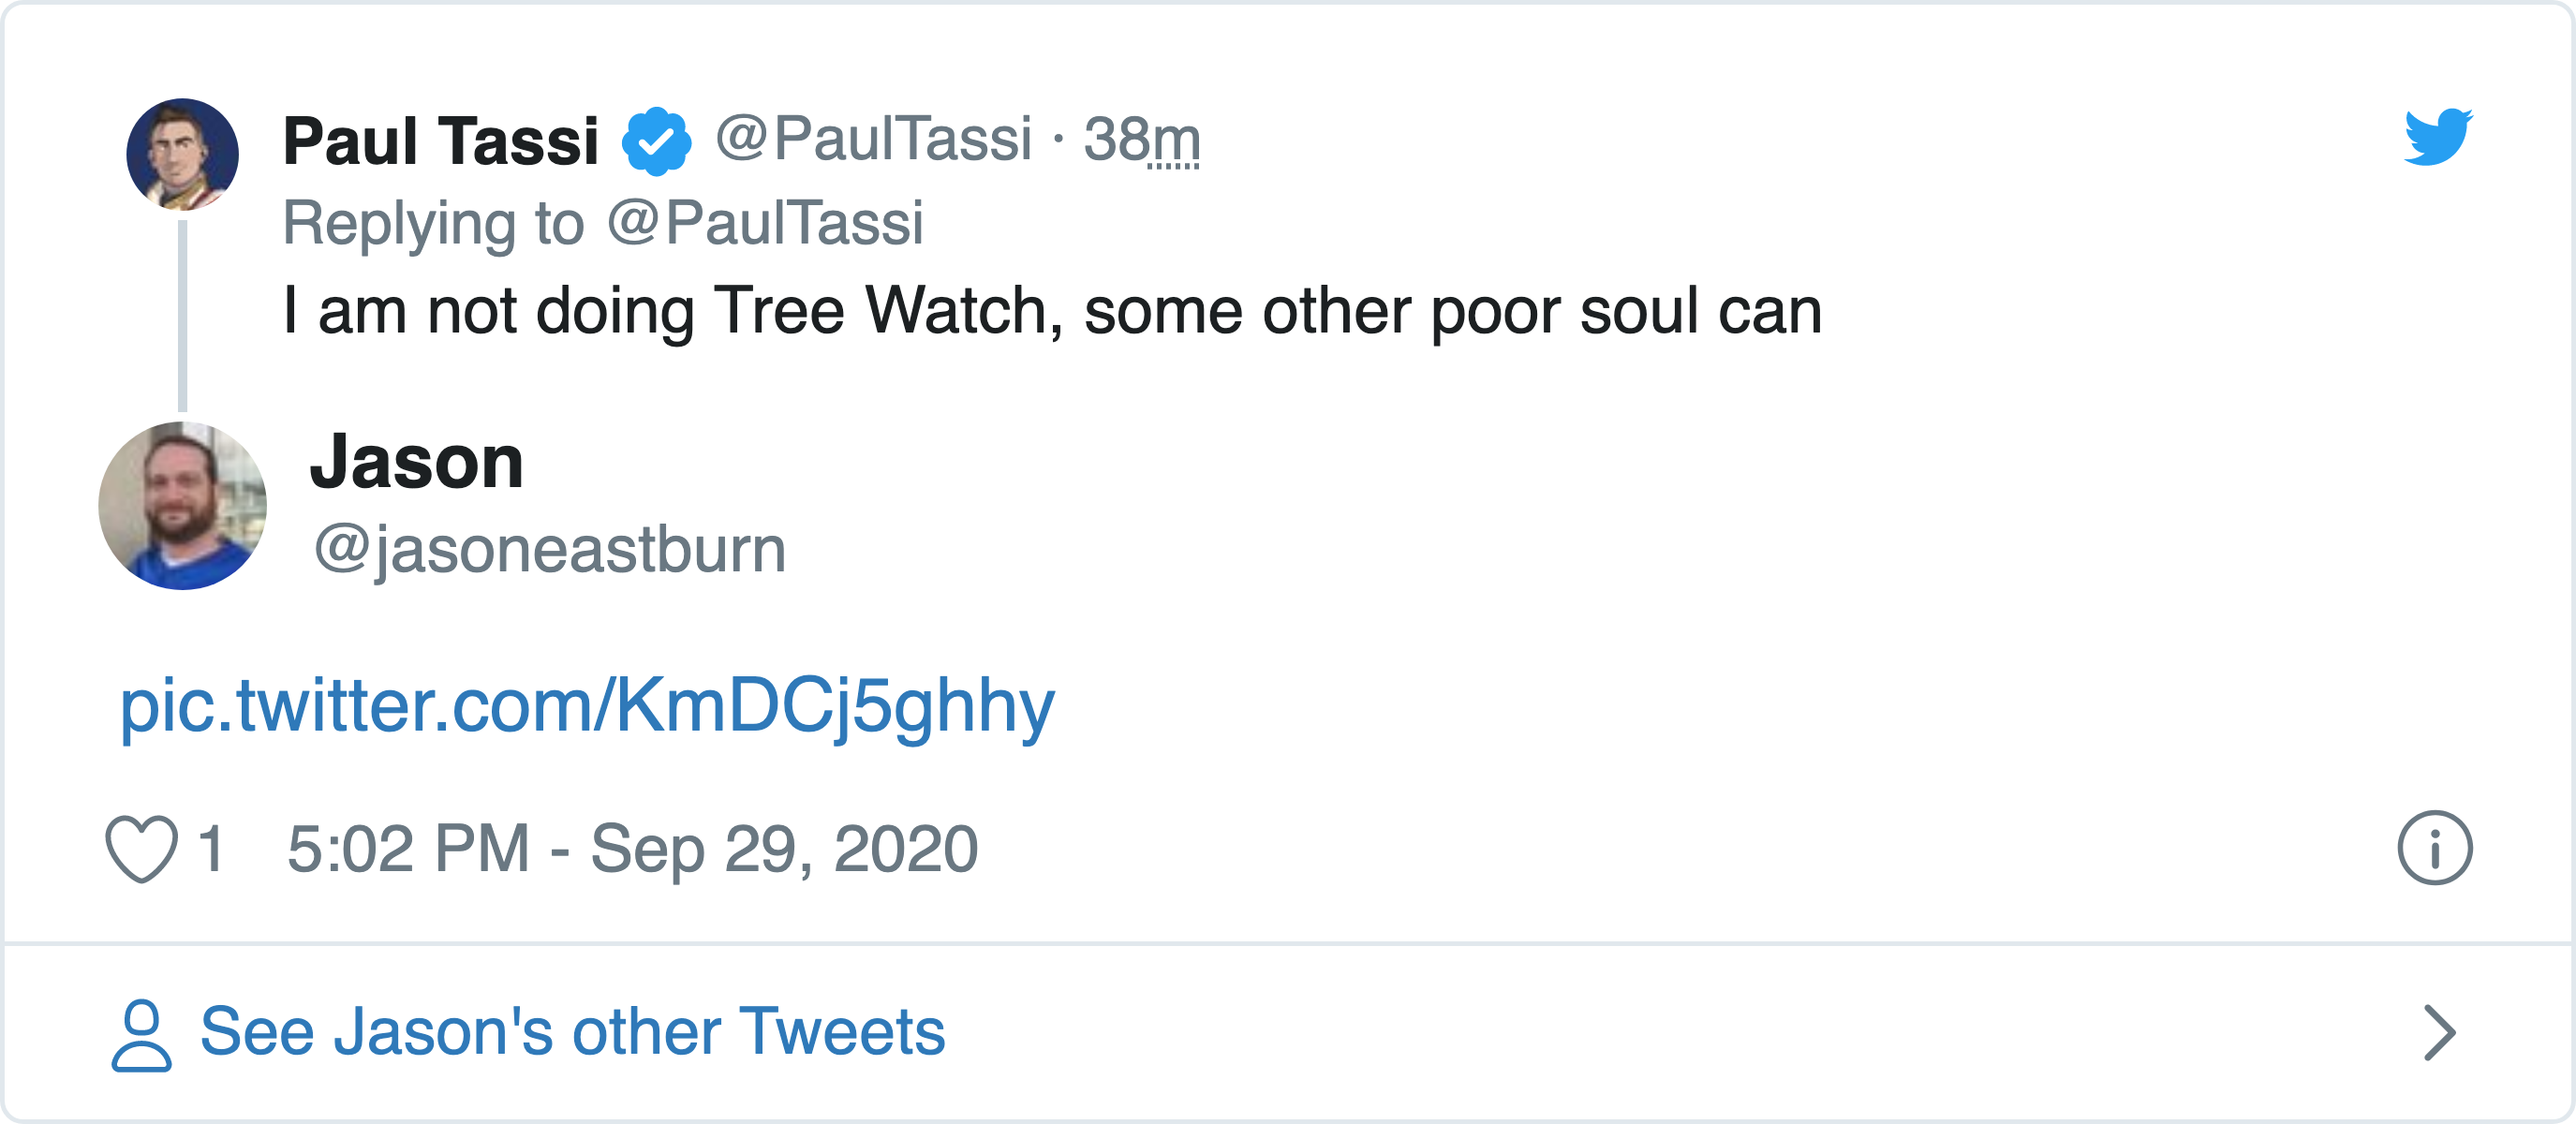 Paul Tassi @PaulTassi · 38m
Replying to @PaulTassi
I am not doing Tree Watch, some other poor soul can
Jason
@jasoneastburn
pic.twitter.com/KmDCj5ghhy
1 5:02 PM - Sep 29, 2020
See Jason's other Tweets